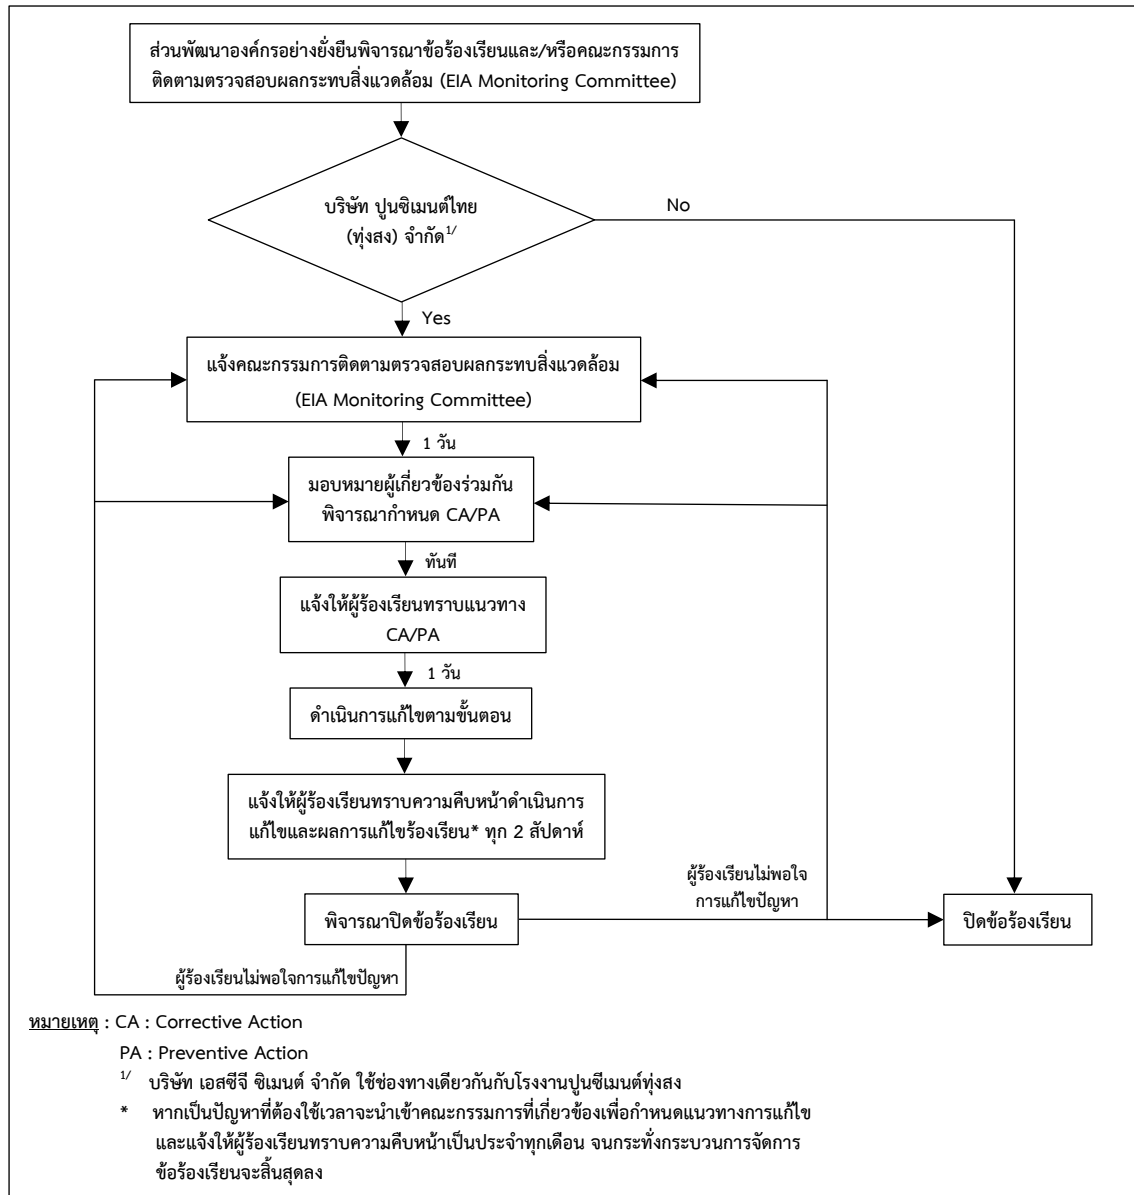 ส่วนพัฒนาองค์กรอย่างยั่งยืนพิจารณาข้อร้องเรียนและ/หรือคณะกรรมการ
ติดตามตรวจสอบผลกระทบสิ่งแวดล้อม (EIA Monitoring Committee)
บริษัท ปูนซิเมนต์ไทย
(ทุ่งสง) จำกัด1/
No
Yes
แจ้งคณะกรรมการติดตามตรวจสอบผลกระทบสิ่งแวดล้อม
(EIA Monitoring Committee)
1 วัน
มอบหมายผู้เกี่ยวข้องร่วมกัน
พิจารณากำหนด CA/PA
ทันที
แจ้งให้ผู้ร้องเรียนทราบแนวทาง
CA/PA
1 วัน
ดำเนินการแก้ไขตามขั้นตอน
แจ้งให้ผู้ร้องเรียนทราบความคืบหน้าดำเนินการ
แก้ไขและผลการแก้ไขร้องเรียน* ทุก 2 สัปดาห์
ผู้ร้องเรียนไม่พอใจ
การแก้ไขปัญหา
พิจารณาปิดข้อร้องเรียน
ปิดข้อร้องเรียน
ผู้ร้องเรียนไม่พอใจการแก้ไขปัญหา
หมายเหตุ : CA : Corrective Action
PA : Preventive Action
1/ บริษัท เอสซีจี ซิเมนต์ จำกัด ใช้ช่องทางเดียวกันกับโรงงานปูนซีเมนต์ทุ่งสง
* หากเป็นปัญหาที่ต้องใช้เวลาจะนำเข้าคณะกรรมการที่เกี่ยวข้องเพื่อกำหนดแนวทางการแก้ไข
และแจ้งให้ผู้ร้องเรียนทราบความคืบหน้าเป็นประจำทุกเดือน จนกระทั่งกระบวนการจัดการ
ข้อร้องเรียนจะสิ้นสุดลง